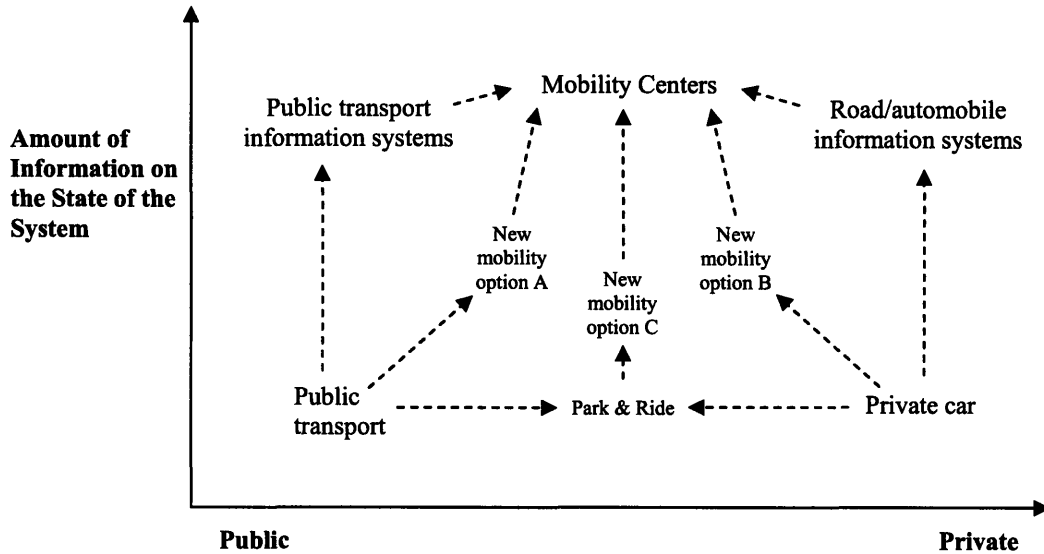 Amount of
Information on
the State of the
System
Mobility Centers
Public transport
information systems
Road/automobile
information systems
New
mobility
option A
New
mobility
option C
New
mobility
option B
Public
transport
Park & Ride
Private car
Public
Private